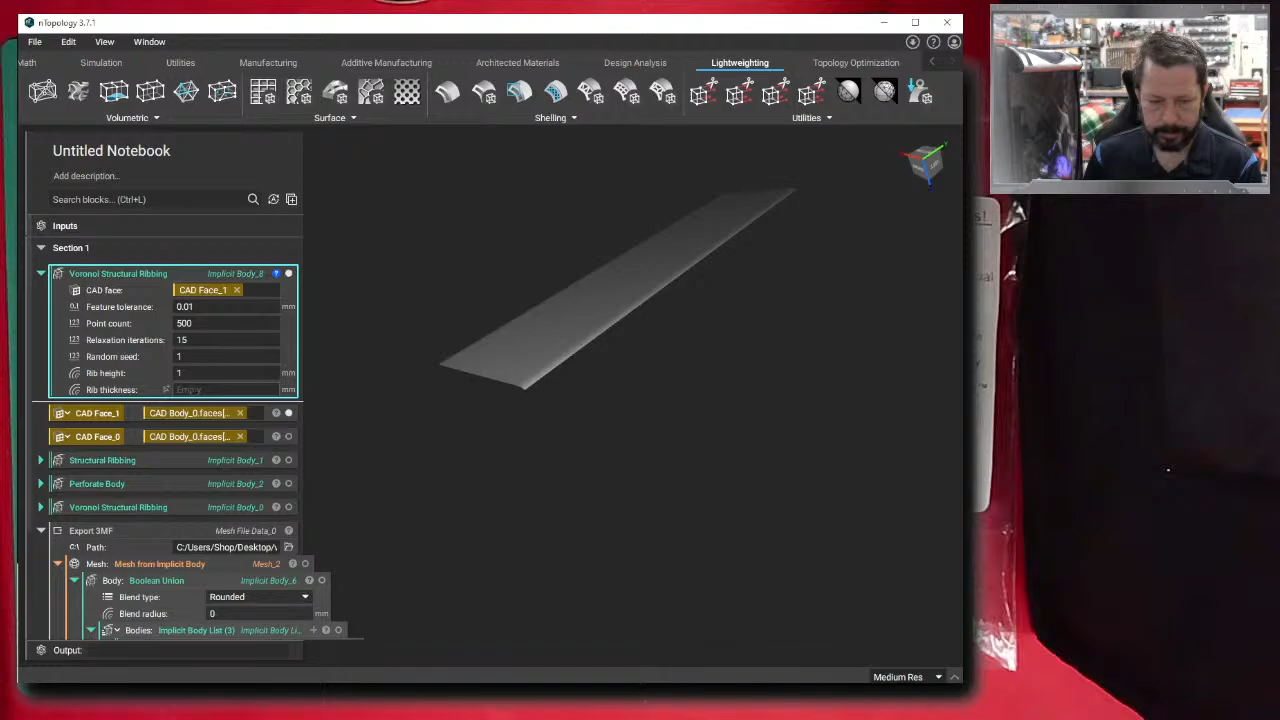 nTopology 3.7.1
File Edit View Window
Math Simulation Utilities Manufacturing Additive Manufacturing Architected Materials Design Analysis Lightweighting Topology Optimization
Volumetric Surface Shelling Utilities
Untitled Notebook
Add description...
Search blocks... (Ctrl+L)
Inputs
Section 1
Voronoi Structural Ribbing Implicit Body_8
CAD face: CAD Face_1
Feature tolerance: 0.01 mm
Point count: 500
Relaxation iterations: 15
Random seed: 1
Rib height: 1 mm
Rib thickness: Empty mm
CAD Face_1 CAD Body_0.faces[...
CAD Face_0 CAD Body_0.faces[...
Structural Ribbing Implicit Body_1
Perforate Body Implicit Body_2
Voronoi Structural Ribbing Implicit Body_0
Export 3MF Mesh File Data_0
Path: C:/Users/Shop/Desktop/
Mesh: Mesh from Implicit Body Mesh_2
Body: Boolean Union Implicit Body_6
Blend type: Rounded
Blend radius: 0 mm
Bodies: Implicit Body List (3) Implicit Body Li...
Output:
Medium Res